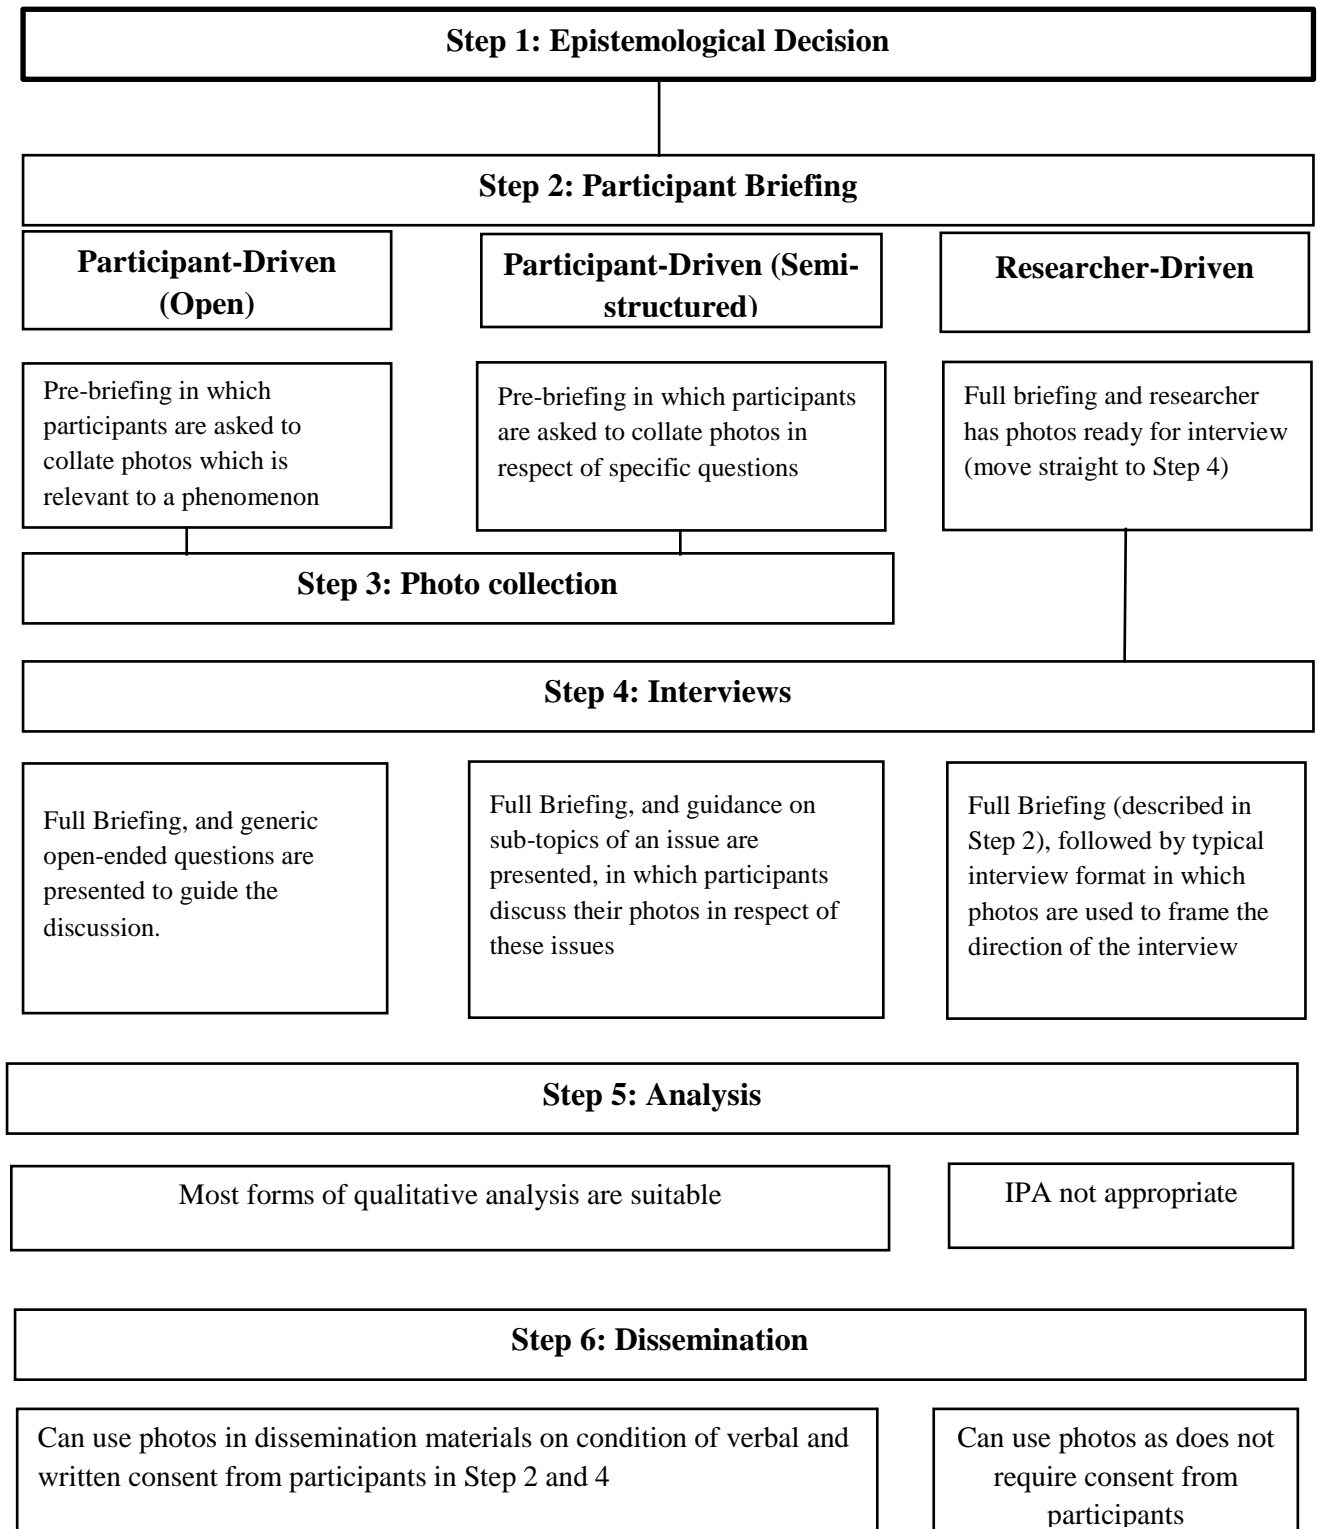 Step 1: Epistemological Decision
Step 2: Participant Briefing
Participant-Driven
(Open)
Participant-Driven (Semi-
structured)
Researcher-Driven
Pre-briefing in which
participants are asked to
collate photos which is
relevant to a phenomenon
Pre-briefing in which participants
are asked to collate photos in
respect of specific questions
Full briefing and researcher
has photos ready for interview
(move straight to Step 4)
Step 3: Photo collection
Step 4: Interviews
Full Briefing, and generic
open-ended questions are
presented to guide the
discussion.
Full Briefing, and guidance on
sub-topics of an issue are
presented, in which participants
discuss their photos in respect of
these issues
Full Briefing (described in
Step 2), followed by typical
interview format in which
photos are used to frame the
direction of the interview
Step 5: Analysis
Most forms of qualitative analysis are suitable
IPA not appropriate
Step 6: Dissemination
Can use photos in dissemination materials on condition of verbal and
written consent from participants in Step 2 and 4
Can use photos as does not
require consent from
participants